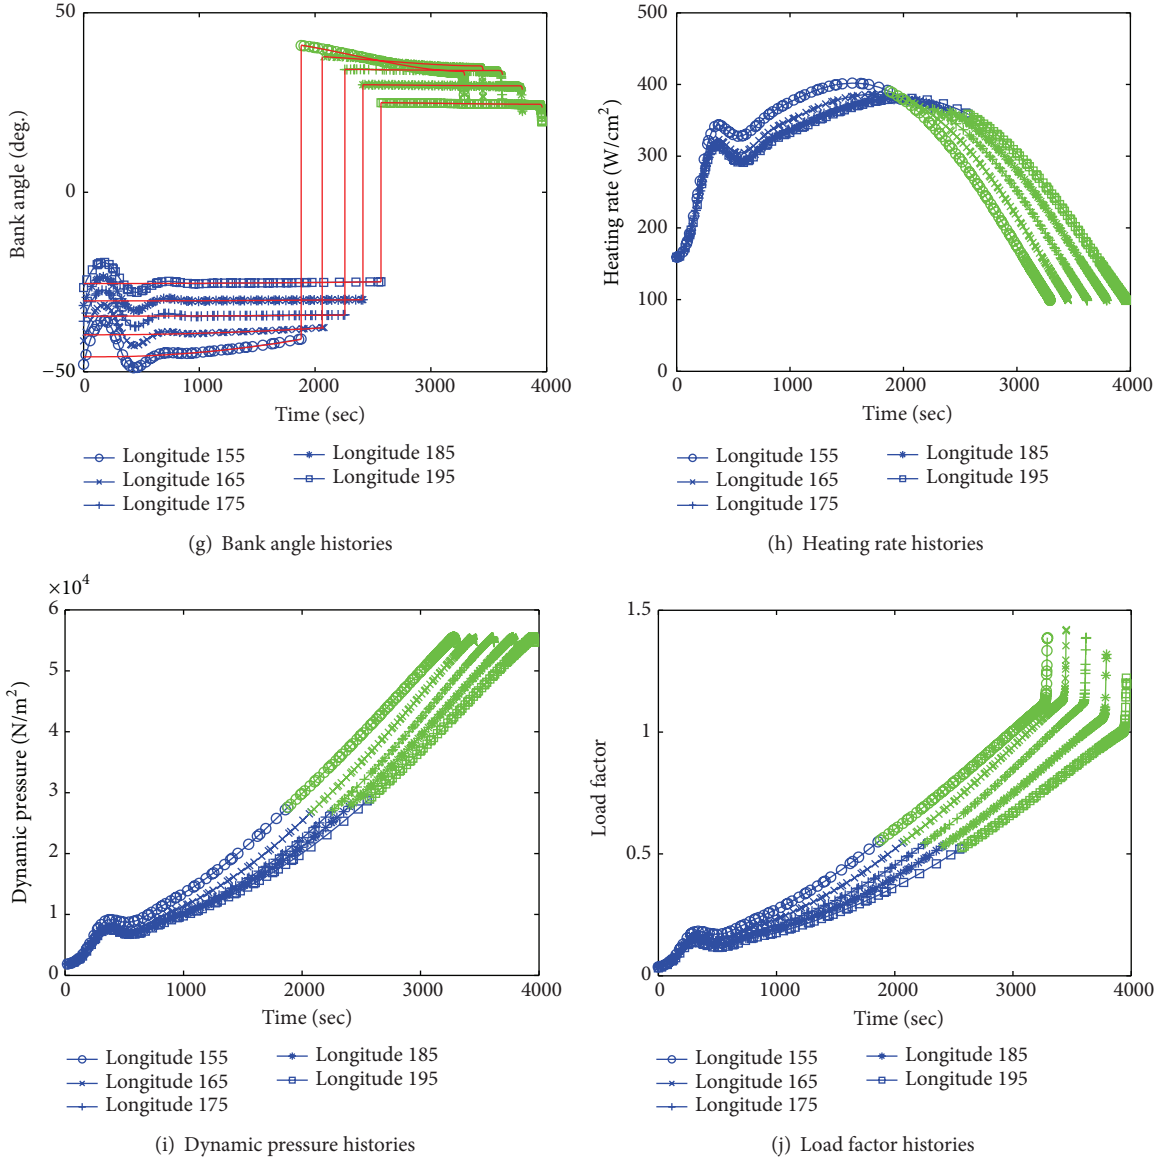 50
0
−50
0
1000
2000
3000
4000
Bank angle (deg.)
Time (sec)
Longitude 155
Longitude 165
Longitude 175
Longitude 185
Longitude 195
(g) Bank angle histories
500
400
300
200
100
0
0
1000
2000
3000
4000
Heating rate (W/cm²)
Time (sec)
Longitude 155
Longitude 165
Longitude 175
Longitude 185
Longitude 195
(h) Heating rate histories
×10⁴
6
5
4
3
2
1
0
0
1000
2000
3000
4000
Dynamic pressure (N/m²)
Time (sec)
Longitude 155
Longitude 165
Longitude 175
Longitude 185
Longitude 195
(i) Dynamic pressure histories
1.5
1
0.5
0
0
1000
2000
3000
4000
Load factor
Time (sec)
Longitude 155
Longitude 165
Longitude 175
Longitude 185
Longitude 195
(j) Load factor histories